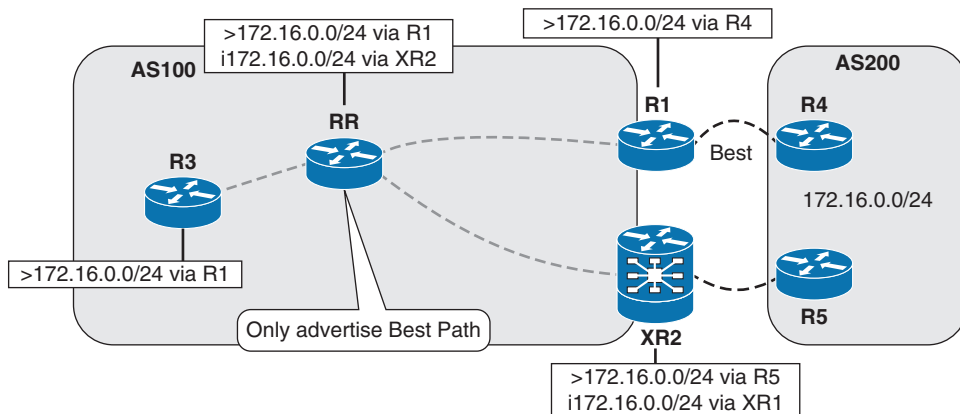 >172.16.0.0/24 via R1
i172.16.0.0/24 via XR2
>172.16.0.0/24 via R4
AS100
AS200
RR
R1
R4
R3
Best
172.16.0.0/24
>172.16.0.0/24 via R1
Only advertise Best Path
XR2
R5
>172.16.0.0/24 via R5
i172.16.0.0/24 via XR1